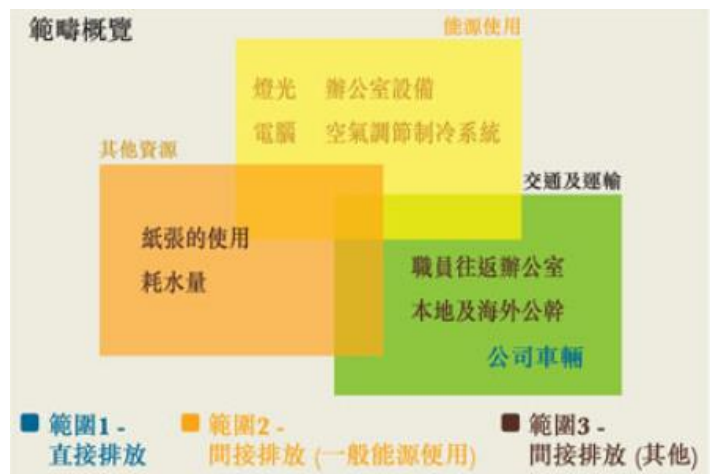 範疇概覽
能源使用
燈光 辦公室設備
電腦 空氣調節制冷系統
其他資源
紙張的使用
耗水量
交通及運輸
職員往返辦公室
本地及海外公幹
公司車輛
範圍1 -
直接排放
範圍2 -
間接排放 (一般能源使用)
範圍3 -
間接排放 (其他)